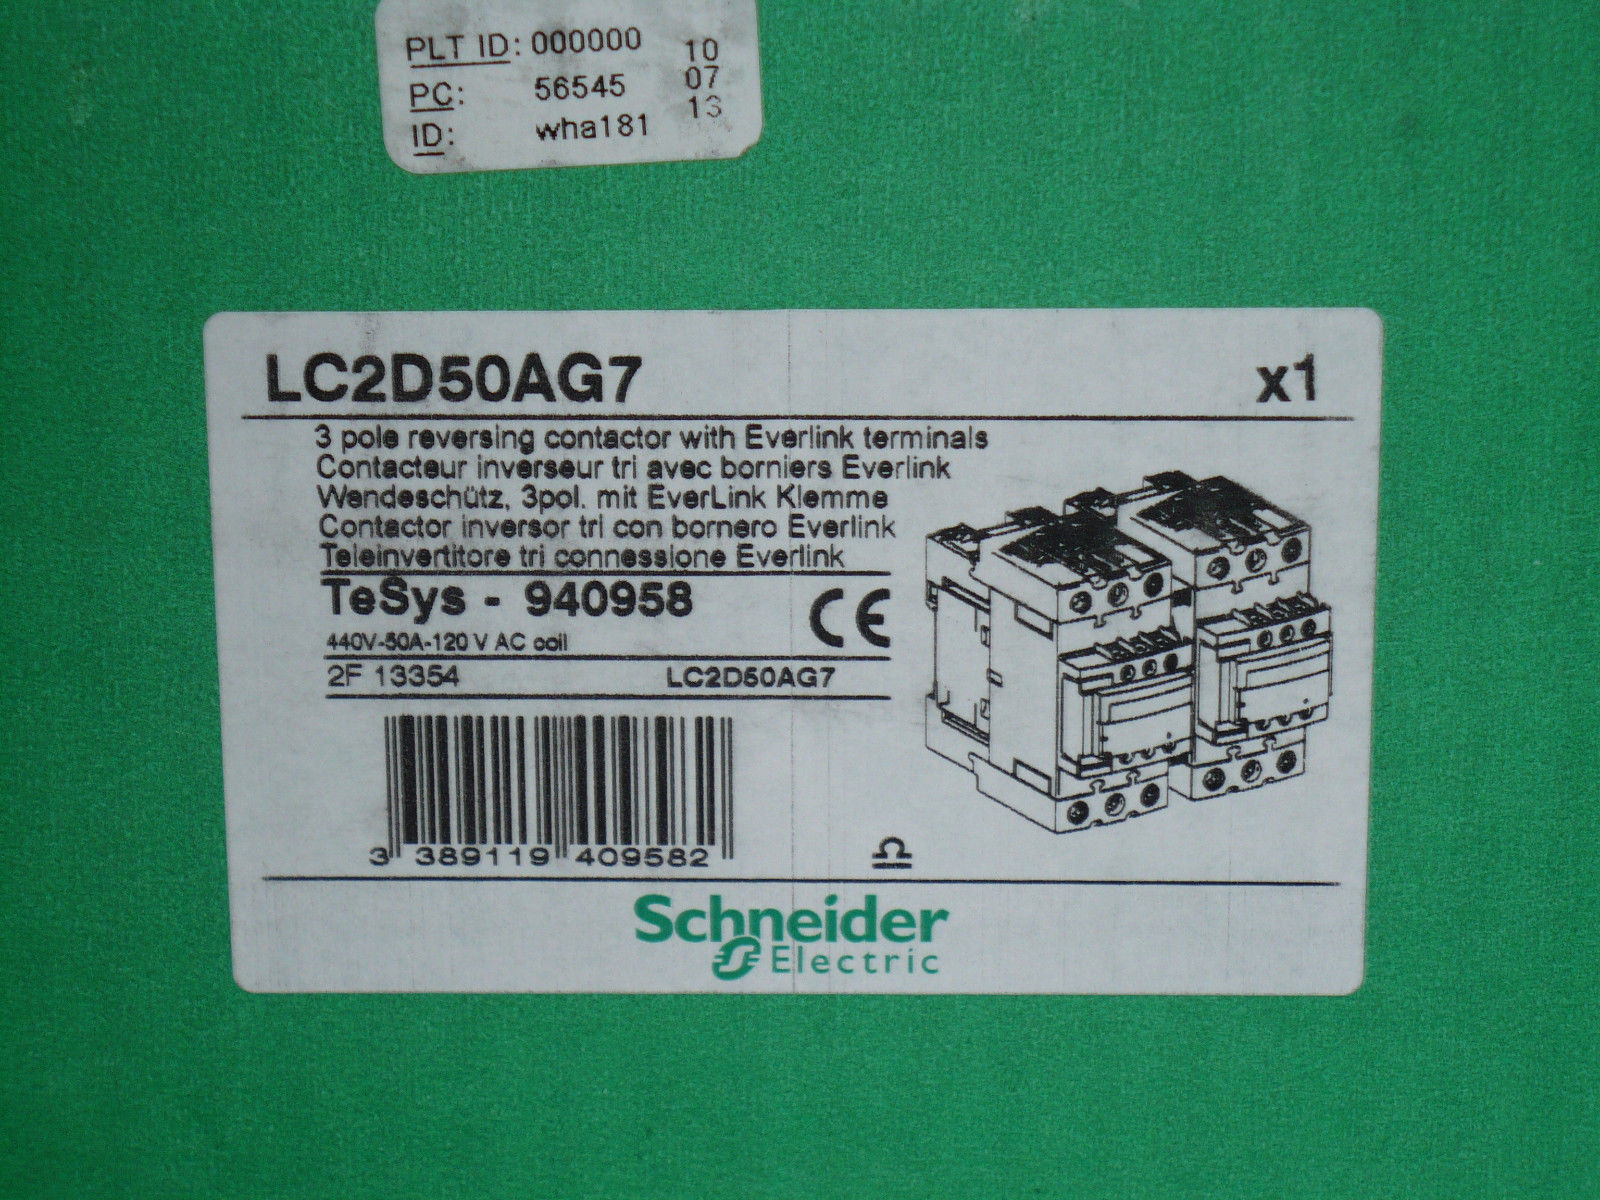 PLT ID: 000000 10
PC: 56545 07
ID: wha181 13
LC2D50AG7 x1
3 pole reversing contactor with Everlink terminals
Contacteur inverseur tri avec borniers Everlink
Wendeschütz, 3pol. mit EverLink Klemme
Contactor inversor tri con bornero Everlink
Teleinvertitore tri connessione Everlink
TeSys - 940958
CE
440V-50A-120 V AC coil
2F 13354 LC2D50AG7
3 389119 409582
Schneider
Electric